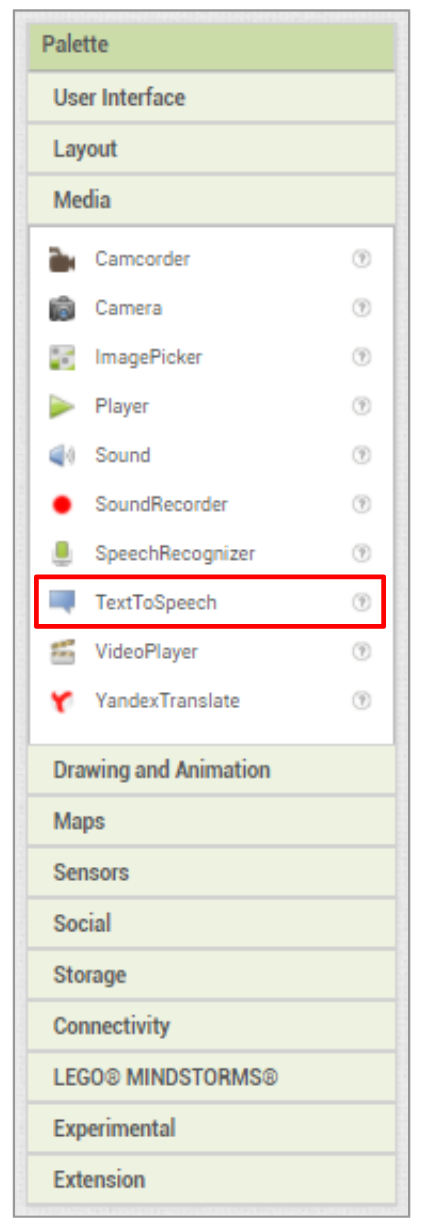 Palette
User Interface
Layout
Media
Camcorder
Camera
ImagePicker
Player
Sound
SoundRecorder
SpeechRecognizer
TextToSpeech
VideoPlayer
YandexTranslate
Drawing and Animation
Maps
Sensors
Social
Storage
Connectivity
LEGO® MINDSTORMS®
Experimental
Extension